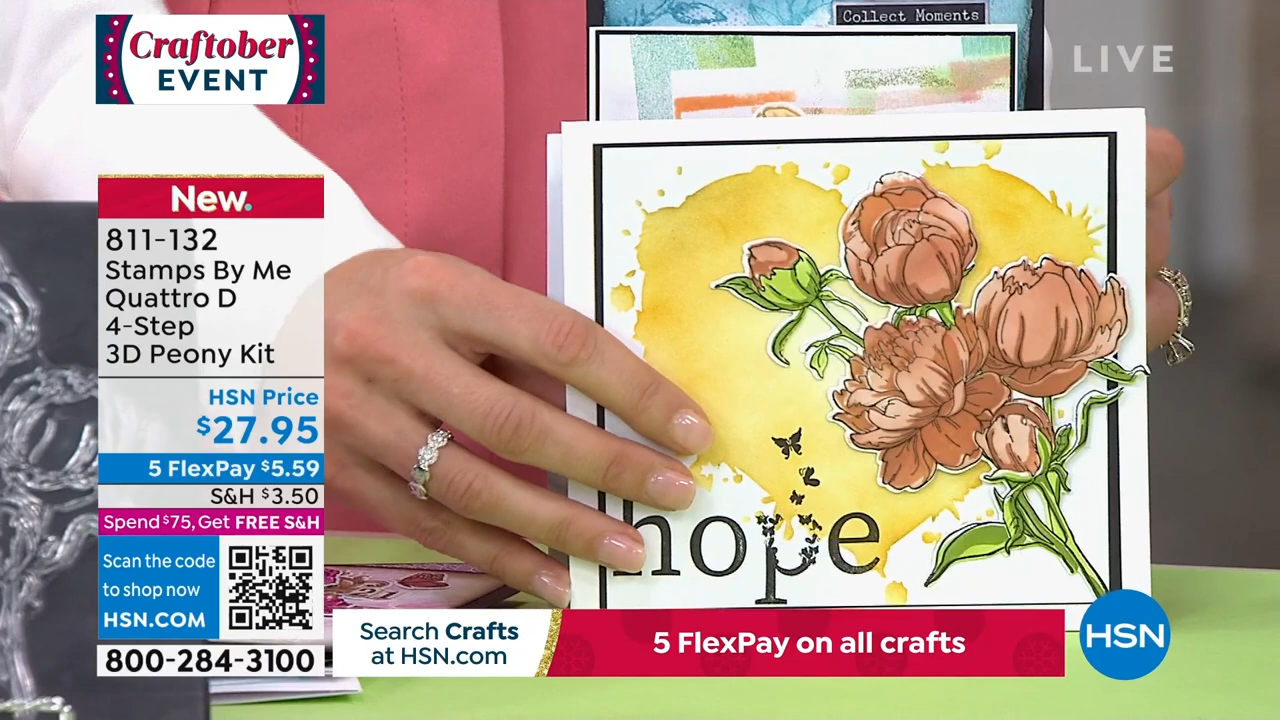 Craftober
EVENT
Collect Moments
LIVE
New.
811-132
Stamps By Me
Quattro D
4-Step
3D Peony Kit
HSN Price
$27.95
5 FlexPay $5.59
S&H $3.50
Spend $75, Get FREE S&H
Scan the code
to shop now
HSN.COM
800-284-3100
hope
Search Crafts
at HSN.com
5 FlexPay on all crafts
HSN